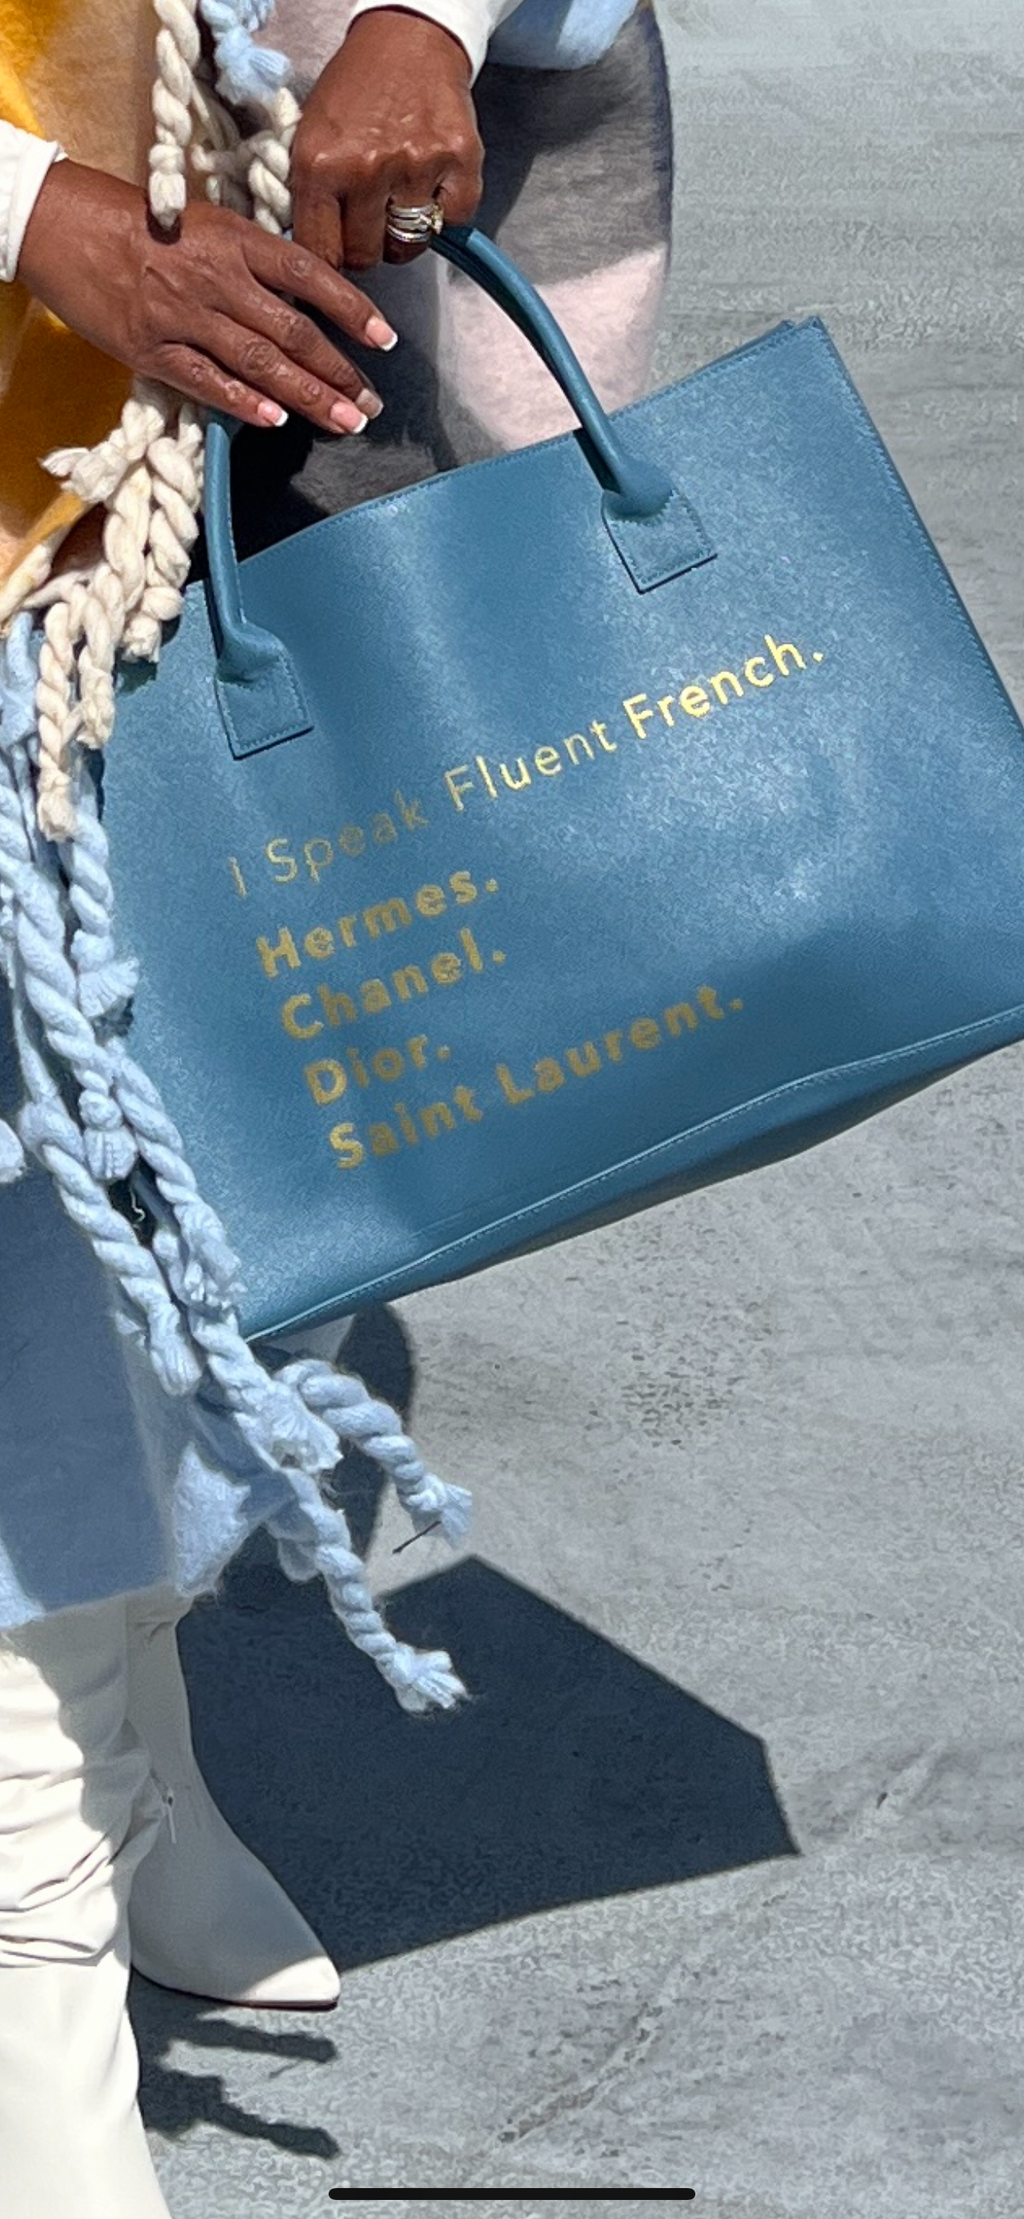 I Speak Fluent French.
Hermes.
Chanel.
Dior.
Saint Laurent.